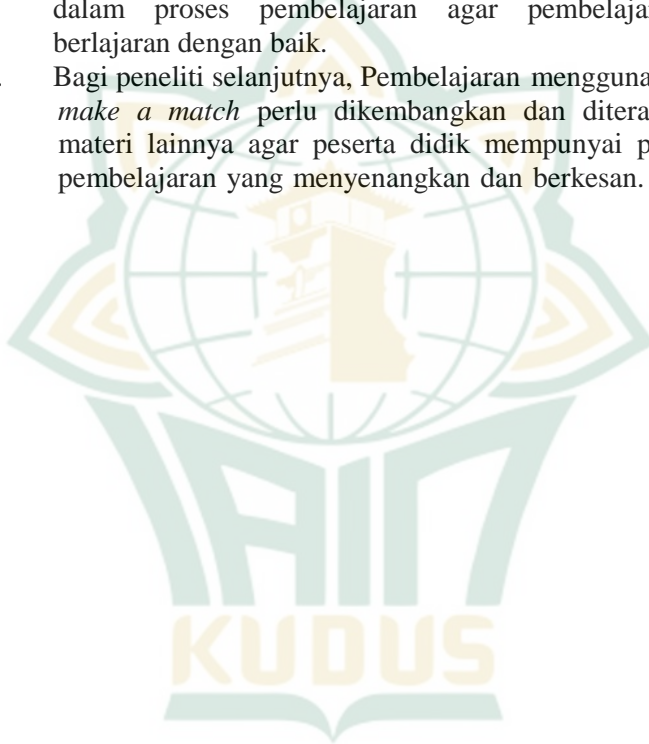 dalam proses pembelajaran agar pembelaja
berlajaran dengan baik.
Bagi peneliti selanjutnya, Pembelajaran mengguna
make a match perlu dikembangkan dan ditera
materi lainnya agar peserta didik mempunyai p
pembelajaran yang menyenangkan dan berkesan.
IAIN
KUDUS